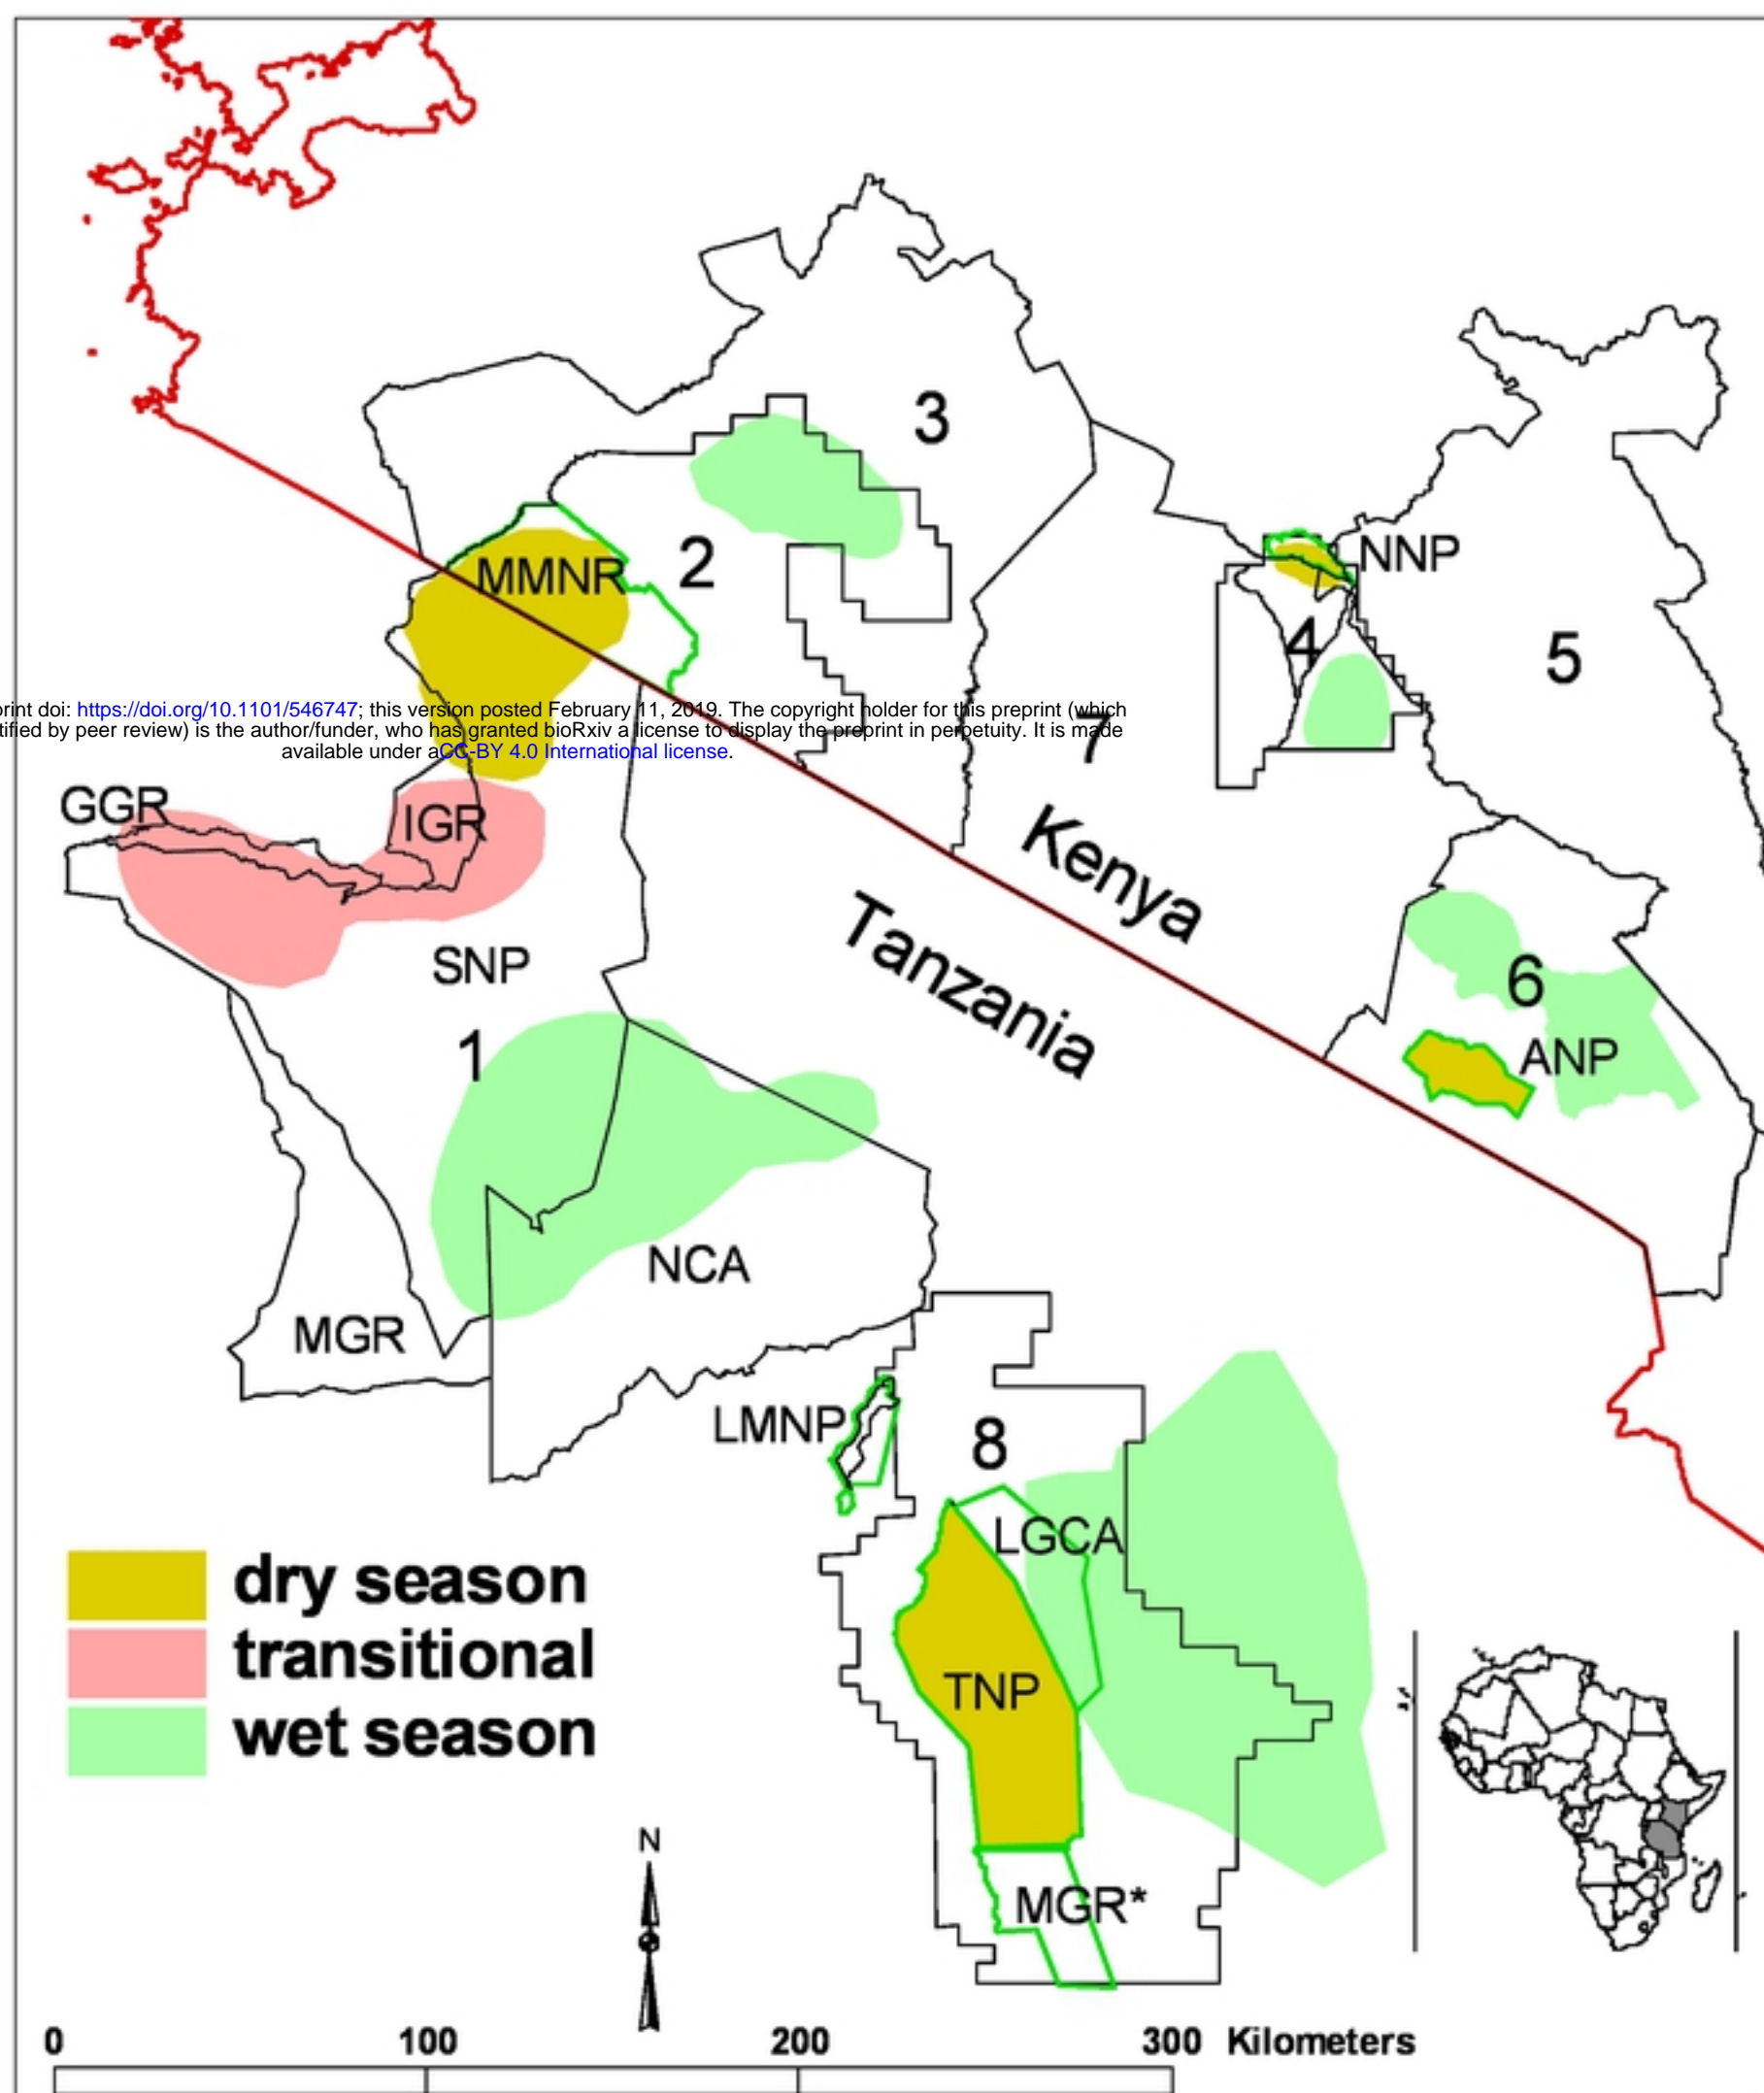 3
NNP
MMNR
2
4
5
print doi: https://doi.org/10.1101/546747; this version posted February 11, 2019. The copyright holder for this preprint (which
tified by peer review) is the author/funder, who has granted bioRxiv a license to display the preprint in perpetuity. It is made
available under aCC-BY 4.0 International license.
7
GGR
IGR
Kenya
Tanzania
SNP
6
1
ANP
NCA
MGR
LMNP
8
LGCA
dry season
transitional
wet season
TNP
N
MGR*
0 100 200 300 Kilometers